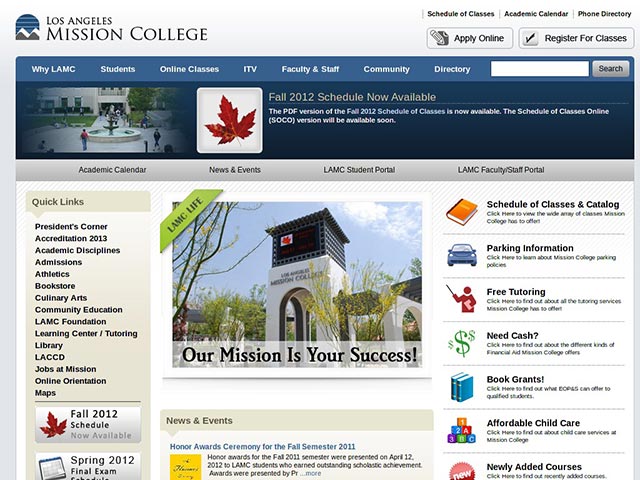 LOS ANGELES
MISSION COLLEGE
Schedule of Classes
Academic Calendar
Phone Directory
Apply Online
Register For Classes
Why LAMC
Students
Online Classes
ITV
Faculty & Staff
Community
Directory
Search
Fall 2012 Schedule Now Available
The PDF version of the Fall 2012 Schedule of Classes is now available. The Schedule of Classes Online
(SOCO) version will be available soon.
Academic Calendar
News & Events
LAMC Student Portal
LAMC Faculty/Staff Portal
Quick Links
President's Corner
Accreditation 2013
Academic Disciplines
Admissions
Athletics
Bookstore
Culinary Arts
Community Education
LAMC Foundation
Learning Center / Tutoring
Library
LACCD
Jobs at Mission
Online Orientation
Maps
Fall 2012
Schedule
Now Available
Spring 2012
Final Exam
Schedule
LAMC LIFE
LOS ANGELES
MISSION COLLEGE
Our Mission Is Your Success!
News & Events
Honor Awards Ceremony for the Fall Semester 2011
Honor awards for the Fall 2011 semester were presented on April 12,
2012 to LAMC students who earned outstanding scholastic achievement.
Awards were presented by Pr ...more
Schedule of Classes & Catalog
Click Here to view the wide array of classes Mission
College has to offer!
Parking Information
Click Here to learn about Mission College parking
policies
Free Tutoring
Click Here to find out about all the tutoring services
Mission College has to offer!
Need Cash?
Click Here to find out about the different kinds of
Financial Aid Mission College offers
Book Grants!
Click Here to find out what EOP&S can offer to
qualified students.
Affordable Child Care
Click Here to find out about child care services at
Mission College
new
Newly Added Courses
Click Here to find out recently added courses.